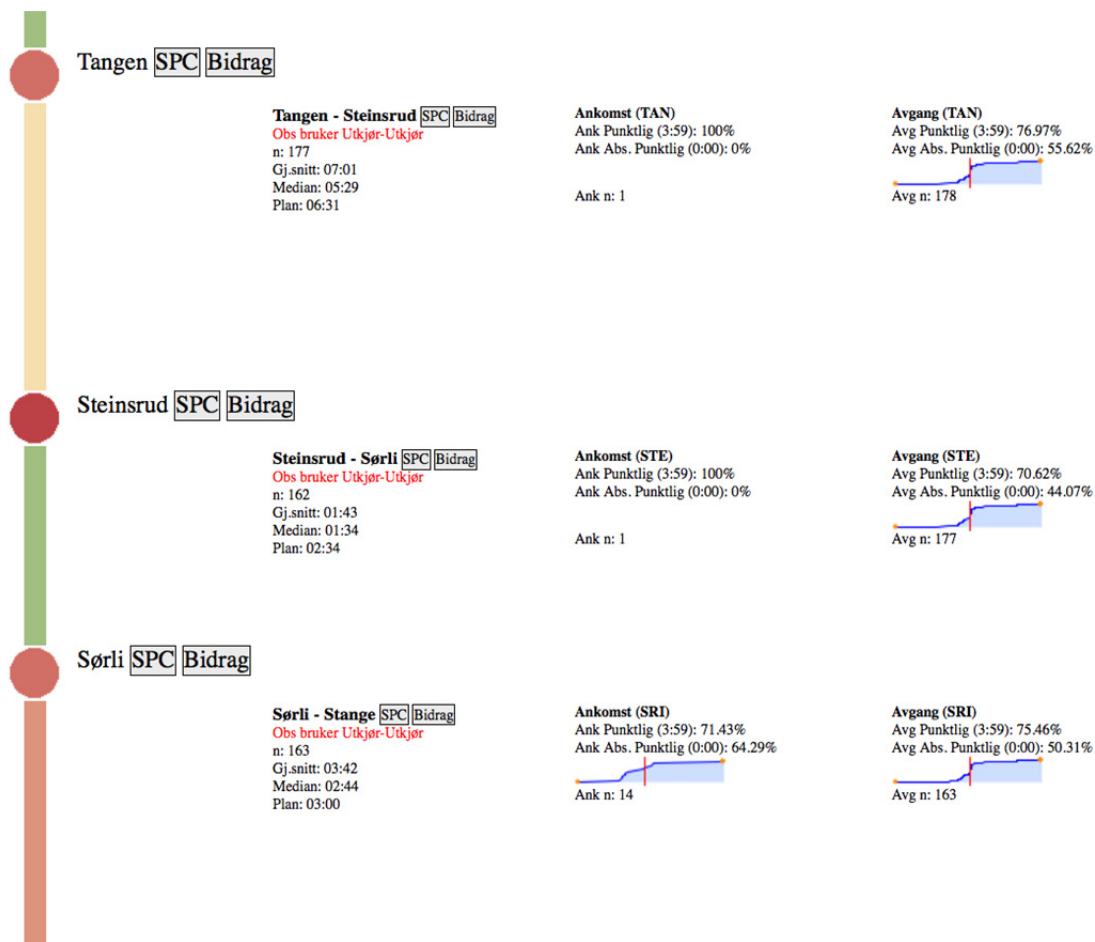 Tangen SPC Bidrag
Tangen - Steinsrud SPC Bidrag
Obs bruker Utkjør-Utkjør
n: 177
Gj.snitt: 07:01
Median: 05:29
Plan: 06:31
Ankomst (TAN)
Ank Punktlig (3:59): 100%
Ank Abs. Punktlig (0:00): 0%
Ank n: 1
Avgang (TAN)
Avg Punktlig (3:59): 76.97%
Avg Abs. Punktlig (0:00): 55.62%
Avg n: 178
Steinsrud SPC Bidrag
Steinsrud - Sørli SPC Bidrag
Obs bruker Utkjør-Utkjør
n: 162
Gj.snitt: 01:43
Median: 01:34
Plan: 02:34
Ankomst (STE)
Ank Punktlig (3:59): 100%
Ank Abs. Punktlig (0:00): 0%
Ank n: 1
Avgang (STE)
Avg Punktlig (3:59): 70.62%
Avg Abs. Punktlig (0:00): 44.07%
Avg n: 177
Sørli SPC Bidrag
Sørli - Stange SPC Bidrag
Obs bruker Utkjør-Utkjør
n: 163
Gj.snitt: 03:42
Median: 02:44
Plan: 03:00
Ankomst (SRI)
Ank Punktlig (3:59): 71.43%
Ank Abs. Punktlig (0:00): 64.29%
Ank n: 14
Avgang (SRI)
Avg Punktlig (3:59): 75.46%
Avg Abs. Punktlig (0:00): 50.31%
Avg n: 163